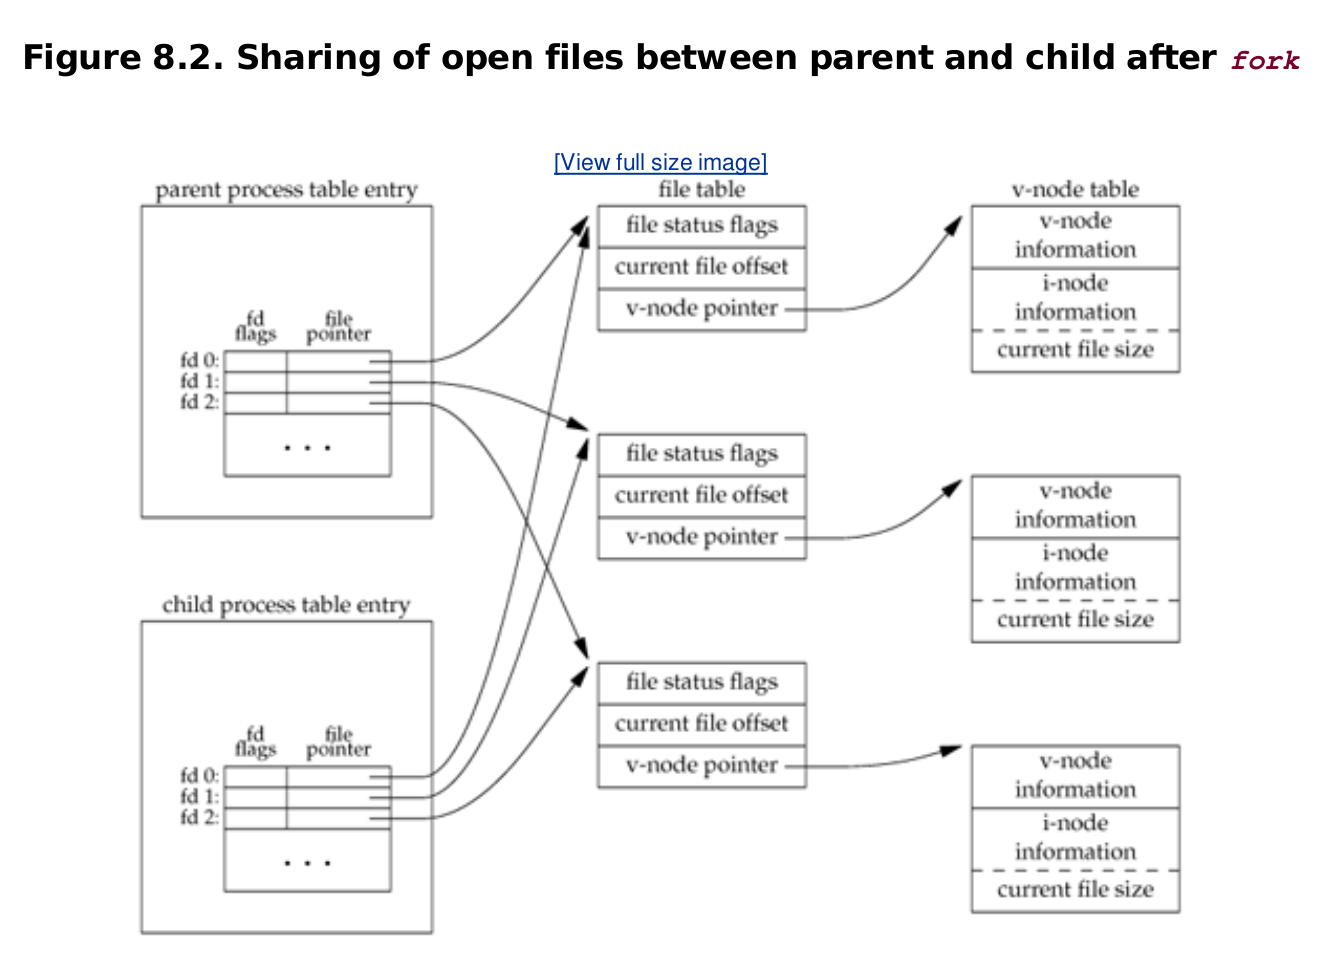 Figure 8.2. Sharing of open files between parent and child after fork
[View full size image]
parent process table entry
fd
flags
file
pointer
fd 0:
fd 1:
fd 2:
. . .
child process table entry
fd
flags
file
pointer
fd 0:
fd 1:
fd 2:
. . .
file table
file status flags
current file offset
v-node pointer
file status flags
current file offset
v-node pointer
file status flags
current file offset
v-node pointer
v-node table
v-node
information
i-node
information
current file size
v-node
information
i-node
information
current file size
v-node
information
i-node
information
current file size